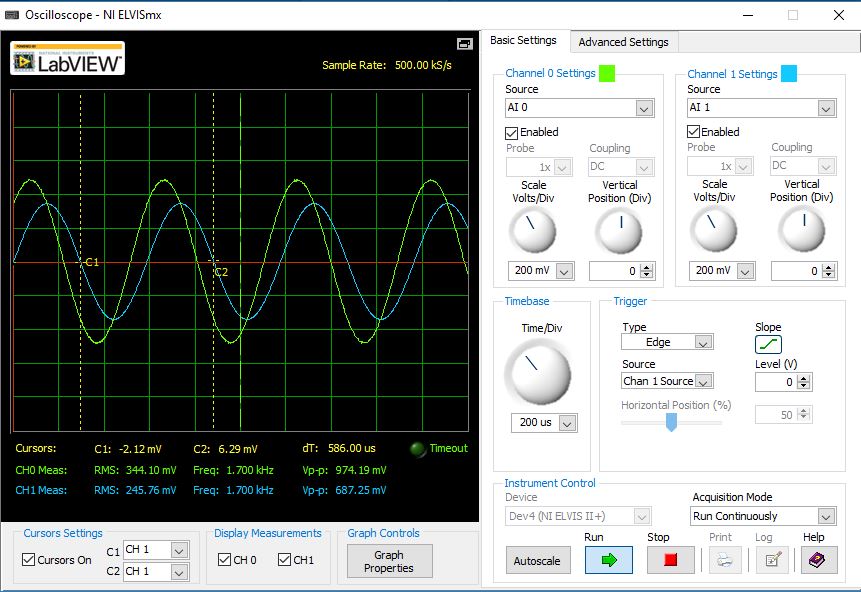 Oscilloscope - NI ELVISmx
POWERED BY
NATIONAL INSTRUMENTS
LabVIEW™
Sample Rate: 500.00 kS/s
C1
C2
Cursors: C1: -2.12 mV C2: 6.29 mV dT: 586.00 us Timeout
CH0 Meas: RMS: 344.10 mV Freq: 1.700 kHz Vp-p: 974.19 mV
CH1 Meas: RMS: 245.76 mV Freq: 1.700 kHz Vp-p: 687.25 mV
Cursors Settings
Cursors On
C1 CH 1
C2 CH 1
Display Measurements
CH 0 CH1
Graph Controls
Graph
Properties
Basic Settings Advanced Settings
Channel 0 Settings
Source
AI 0
Enabled
Probe Coupling
1x DC
Scale Vertical
Volts/Div Position (Div)
200 mV 0
Channel 1 Settings
Source
AI 1
Enabled
Probe Coupling
1x DC
Scale Vertical
Volts/Div Position (Div)
200 mV 0
Timebase
Time/Div
200 us
Trigger
Type Slope
Edge
Source Level (V)
Chan 1 Source 0
Horizontal Position (%)
50
Instrument Control
Device Acquisition Mode
Dev4 (NI ELVIS II+) Run Continuously
Run Stop Print Log Help
Autoscale